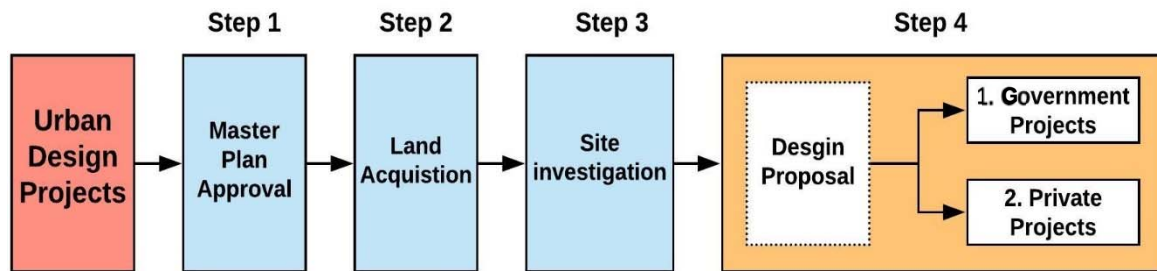 Step 1
Step 2
Step 3
Step 4
Urban
Design
Projects
Master
Plan
Approval
Land
Acquistion
Site
investigation
Desgin
Proposal
1. Government
Projects
2. Private
Projects